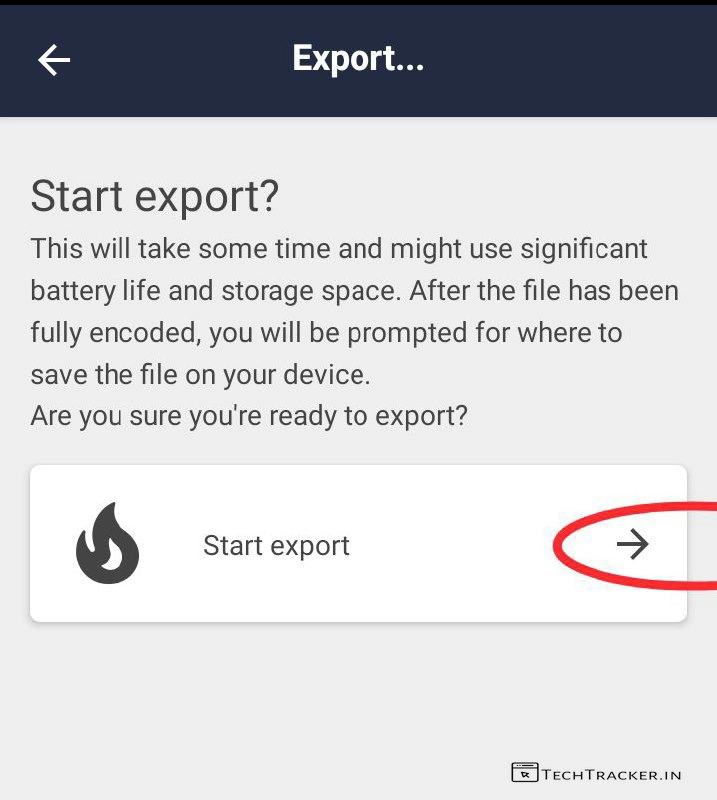 Export...
Start export?
This will take some time and might use significant
battery life and storage space. After the file has been
fully encoded, you will be prompted for where to
save the file on your device.
Are you sure you're ready to export?
Start export
TECHTRACKER.IN